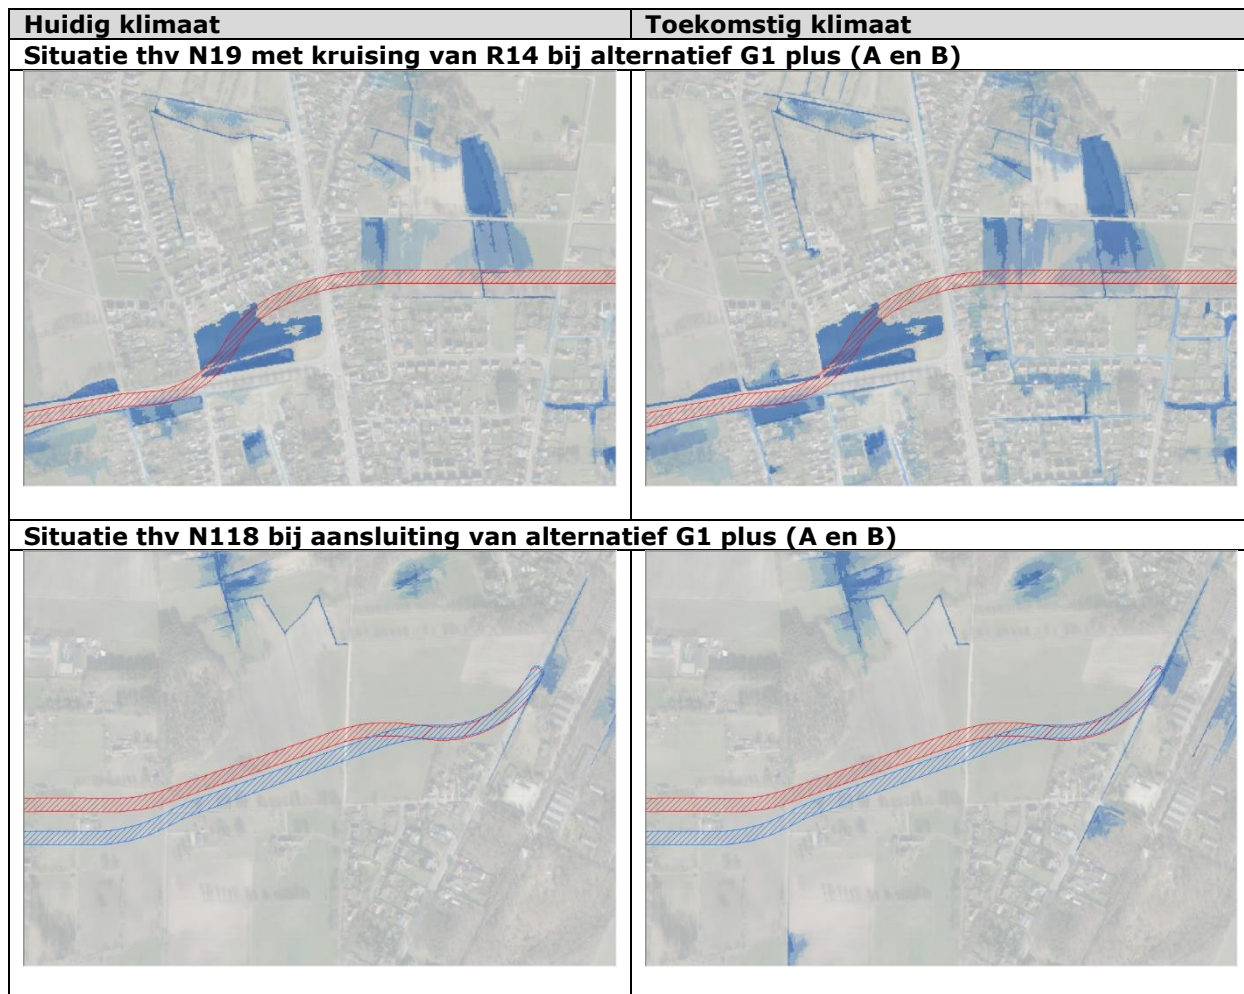 Huidig klimaat
Toekomstig klimaat
Situatie thv N19 met kruising van R14 bij alternatief G1 plus (A en B)
Situatie thv N118 bij aansluiting van alternatief G1 plus (A en B)